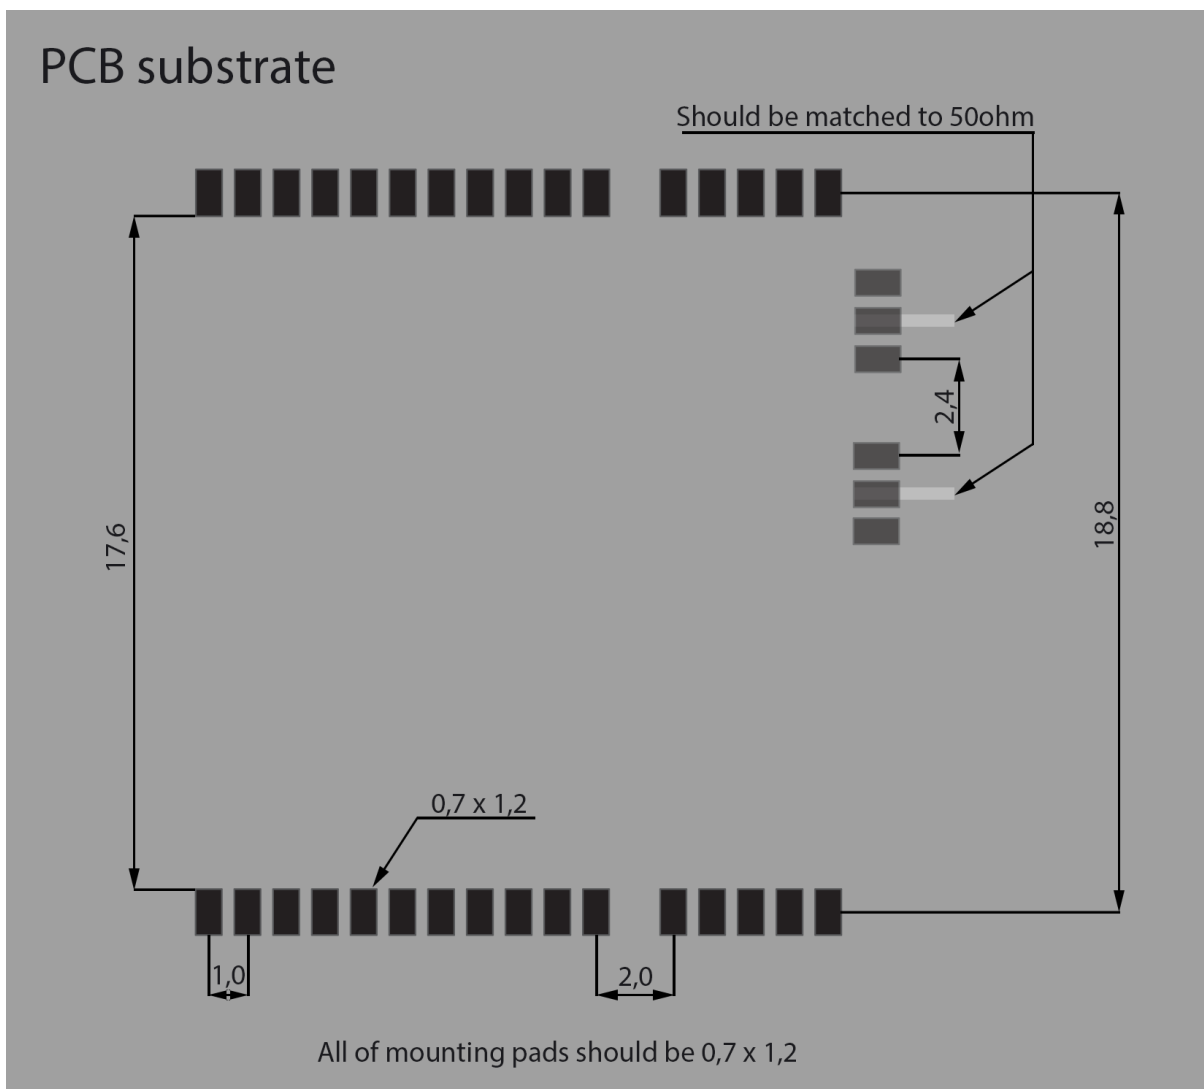 PCB substrate
Should be matched to 50ohm
2,4
17,6
18,8
0,7 x 1,2
1,0
2,0
All of mounting pads should be 0,7 x 1,2